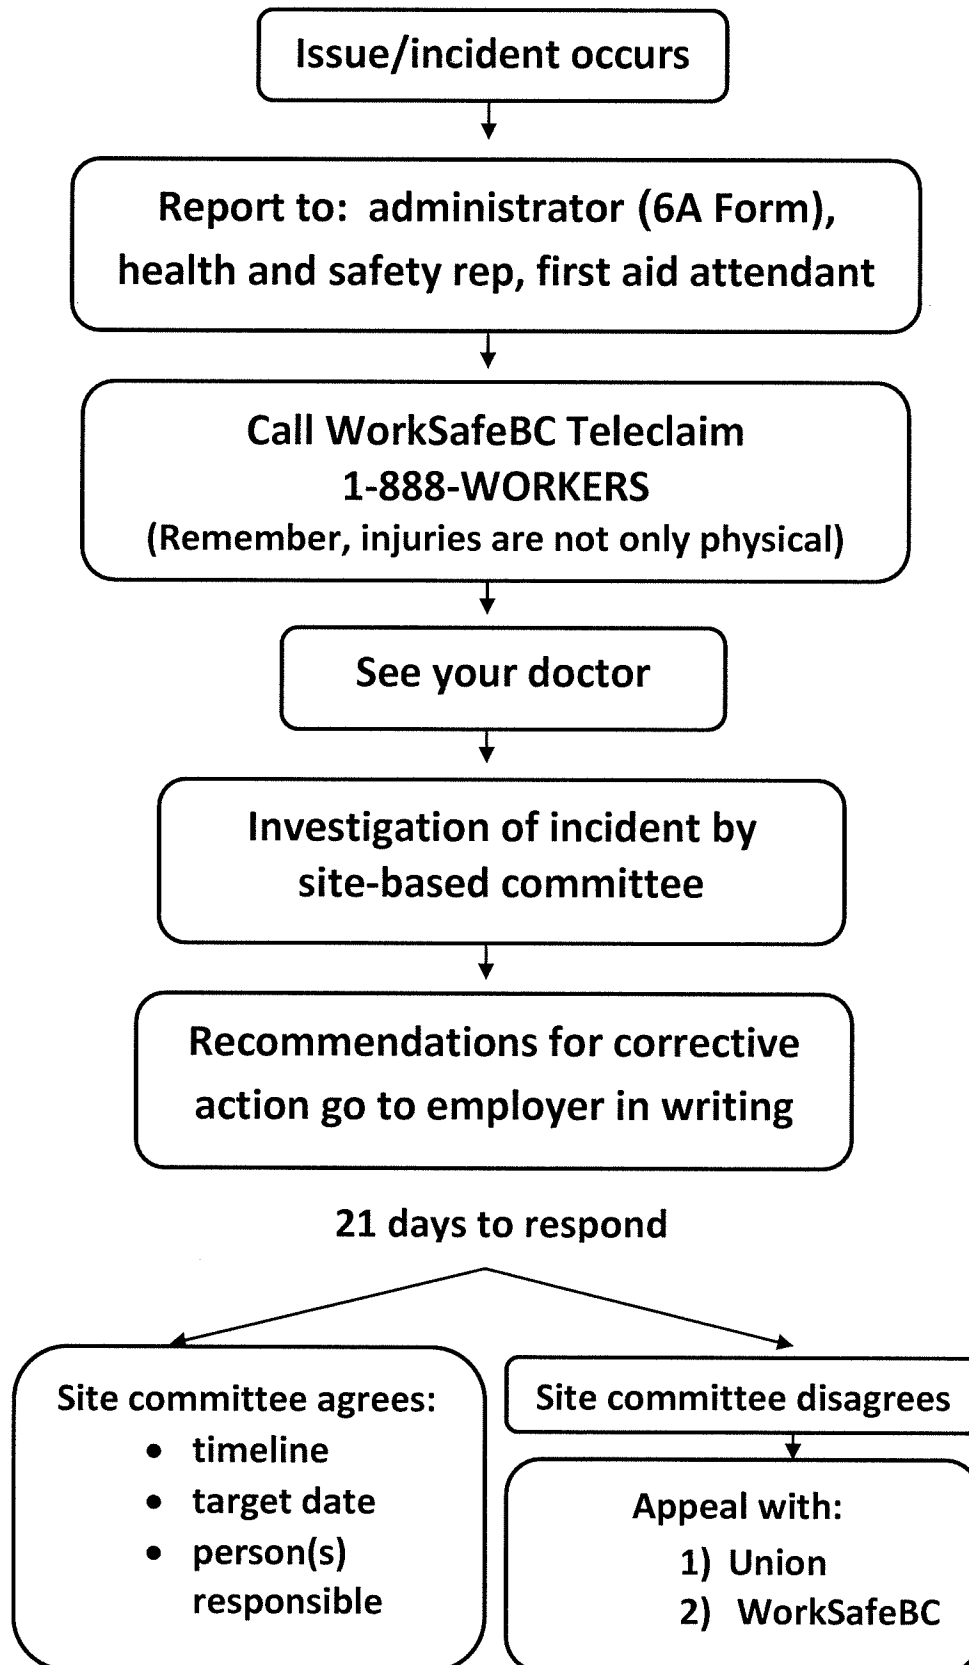 Issue/incident occurs
Report to:  administrator (6A Form),
health and safety rep, first aid attendant
Call WorkSafeBC Teleclaim
1-888-WORKERS
(Remember, injuries are not only physical)
See your doctor
Investigation of incident by
site-based committee
Recommendations for corrective
action go to employer in writing
21 days to respond
Site committee agrees:
• timeline
• target date
• person(s)
responsible
Site committee disagrees
Appeal with:
1) Union
2) WorkSafeBC